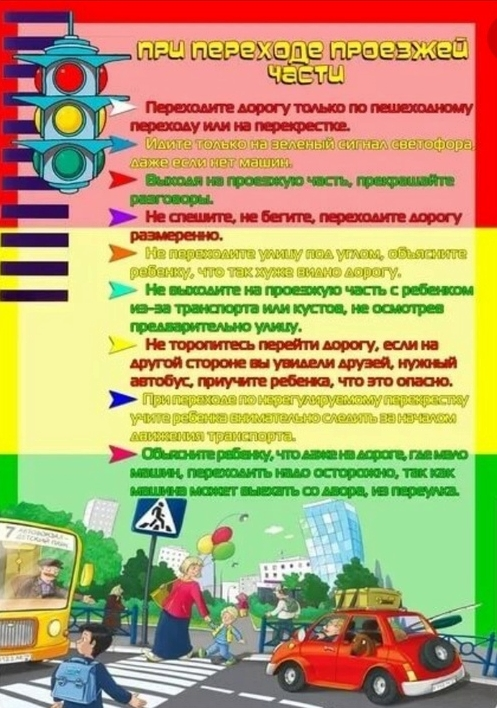 ПРИ ПЕРЕХОДЕ ПРОЕЗЖЕЙ
ЧАСТИ
Переходите дорогу только по пешеходному
переходу или на перекрестке.
Идите только на зеленый сигнал светофора,
даже если нет машин.
Выходя на проезжую часть, прекращайте
разговоры.
Не спешите, не бегите, переходите дорогу
размеренно.
Не переходите улицу под углом, объясните
ребенку, что так хуже видно дорогу.
Не выходите на проезжую часть с ребенком
из-за транспорта или кустов, не осмотрев
предварительно улицу.
Не торопитесь перейти дорогу, если на
другой стороне вы увидели друзей, нужный
автобус, приучите ребенка, что это опасно.
При переходе по нерегулируемому перекрестку
учите ребенка внимательно следить за началом
движения транспорта.
Объясните ребенку, что даже на дороге, где мало
машин, переходить надо осторожно, так как
машина может выехать со двора, из переулка.
7 АВТОВОКЗАЛ -
ДЕТСКИЙ ПАРК